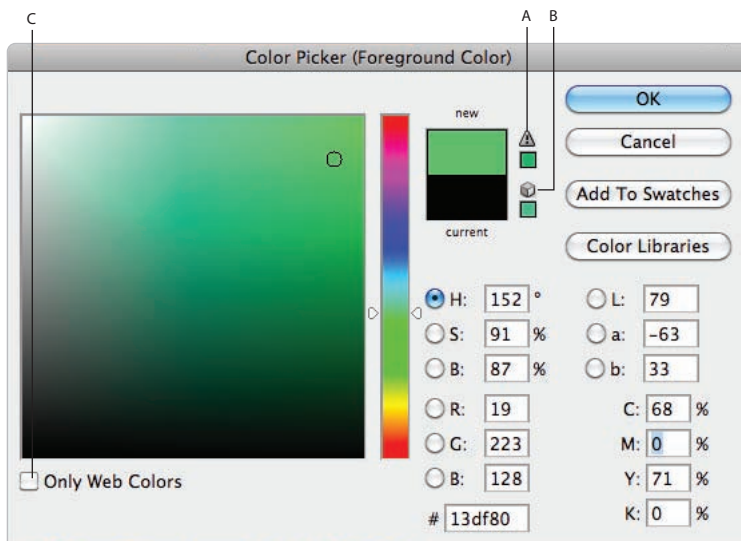 C
A
B
Color Picker (Foreground Color)
new
current
OK
Cancel
Add To Swatches
Color Libraries
H: 152 °
S: 91 %
B: 87 %
R: 19
G: 223
B: 128
# 13df80
L: 79
a: -63
b: 33
C: 68 %
M: 0 %
Y: 71 %
K: 0 %
Only Web Colors